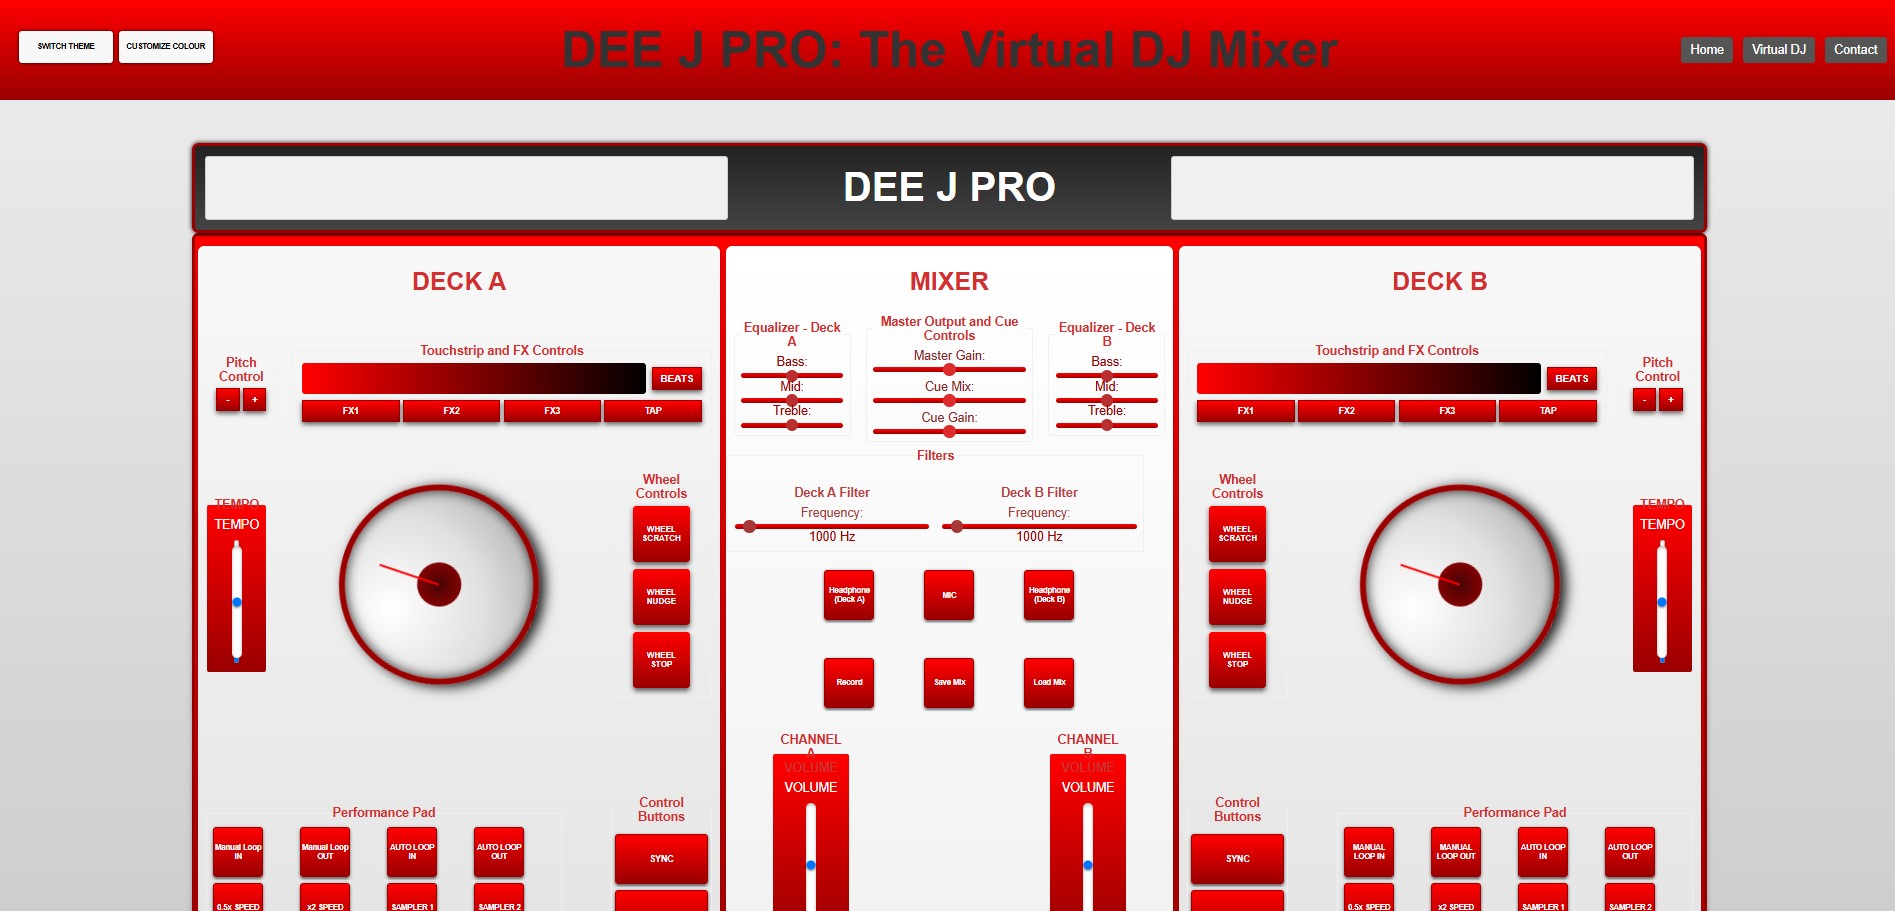 SWITCH THEME
CUSTOMIZE COLOUR
DEE J PRO: The Virtual DJ Mixer
Home
Virtual DJ
Contact
DEE J PRO
DECK A
Pitch
Control
-
+
Touchstrip and FX Controls
BEATS
FX1
FX2
FX3
TAP
TEMPO
TEMPO
Wheel
Controls
WHEEL
SCRATCH
WHEEL
NUDGE
WHEEL
STOP
Performance Pad
Manual Loop
IN
Manual Loop
OUT
AUTO LOOP
IN
AUTO LOOP
OUT
0.5x SPEED
x2 SPEED
SAMPLER 1
SAMPLER 2
Control
Buttons
SYNC
MIXER
Equalizer - Deck
A
Bass:
Mid:
Treble:
Master Output and Cue
Controls
Master Gain:
Cue Mix:
Cue Gain:
Equalizer - Deck
B
Bass:
Mid:
Treble:
Filters
Deck A Filter
Frequency:
1000 Hz
Deck B Filter
Frequency:
1000 Hz
Headphone
(Deck A)
MIC
Headphone
(Deck B)
Record
Save Mix
Load Mix
CHANNEL
A
VOLUME
VOLUME
CHANNEL
B
VOLUME
VOLUME
DECK B
Touchstrip and FX Controls
BEATS
FX1
FX2
FX3
TAP
Pitch
Control
-
+
Wheel
Controls
WHEEL
SCRATCH
WHEEL
NUDGE
WHEEL
STOP
TEMPO
TEMPO
Control
Buttons
SYNC
Performance Pad
MANUAL
LOOP IN
MANUAL
LOOP OUT
AUTO LOOP
IN
AUTO LOOP
OUT
0.5x SPEED
x2 SPEED
SAMPLER 1
SAMPLER 2